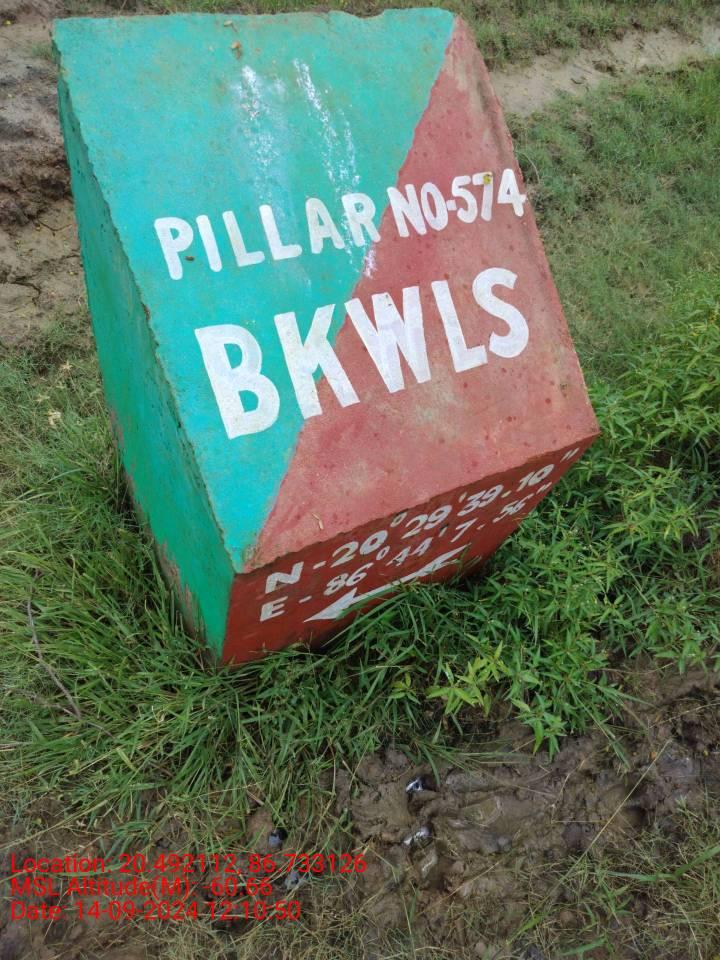 PILLAR NO-574
BKWLS
N-20°29'39.10"
E-86°44'7.56"
Location: 20.492112, 86.733126
MSL Altitude(M) -60.66
Date: 14-09-2024 12:10:50